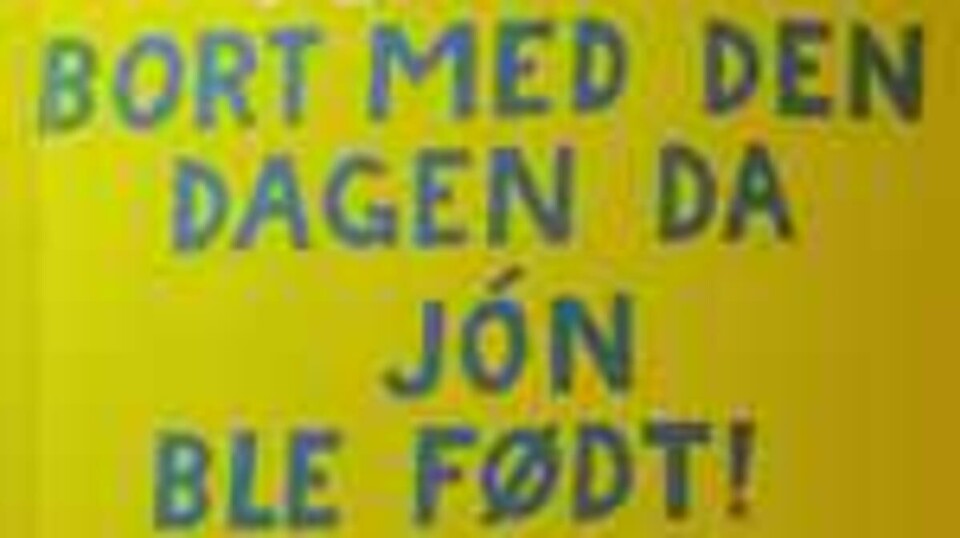 BORT MED DEN
DAGEN DA
JÓN
BLE FØDT!